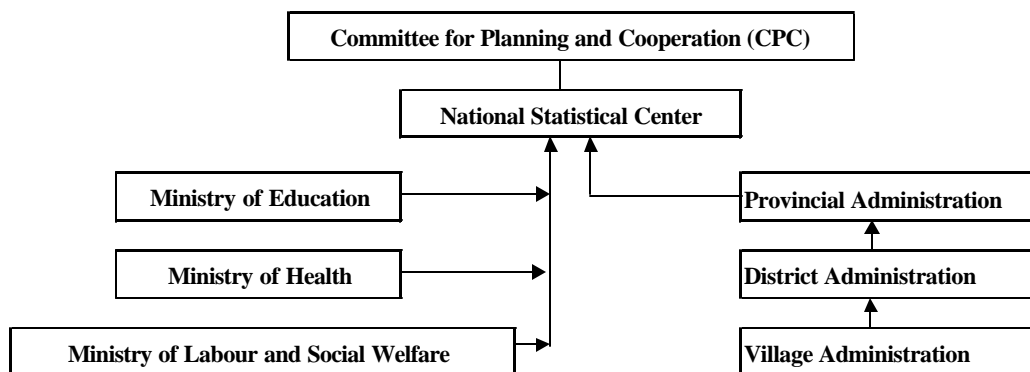 Committee for Planning and Cooperation (CPC)
National Statistical Center
Ministry of Education
Provincial Administration
Ministry of Health
District Administration
Ministry of Labour and Social Welfare
Village Administration